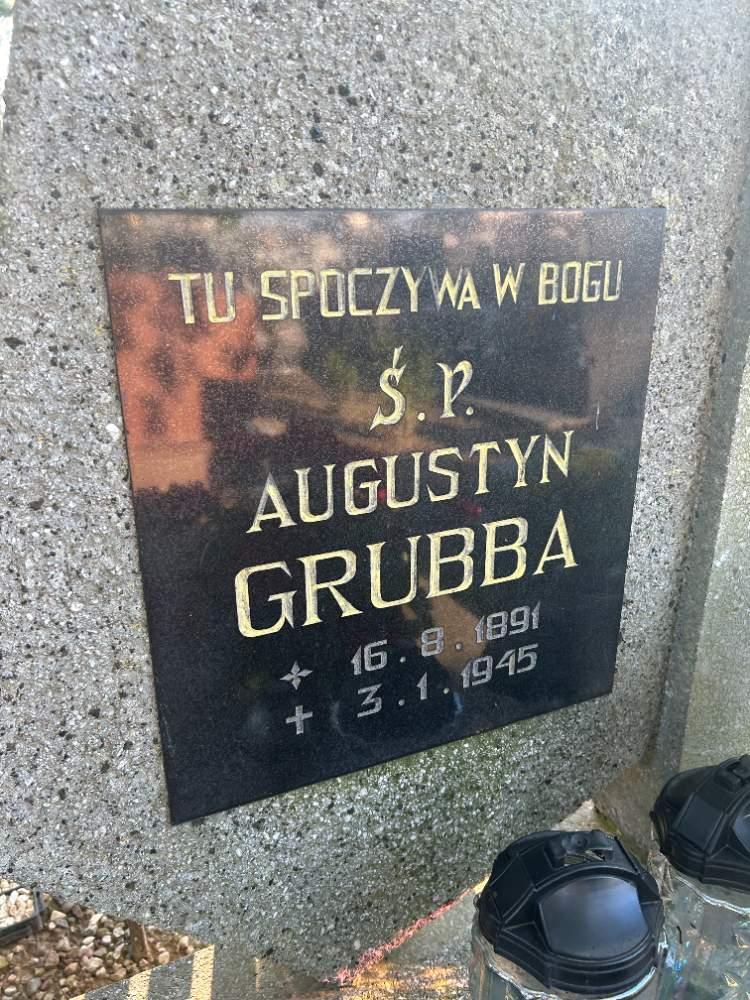 TU SPOCZYWA W BOGU
Ś.P.
AUGUSTYN
GRUBBA
16.8.1891
3.1.1945